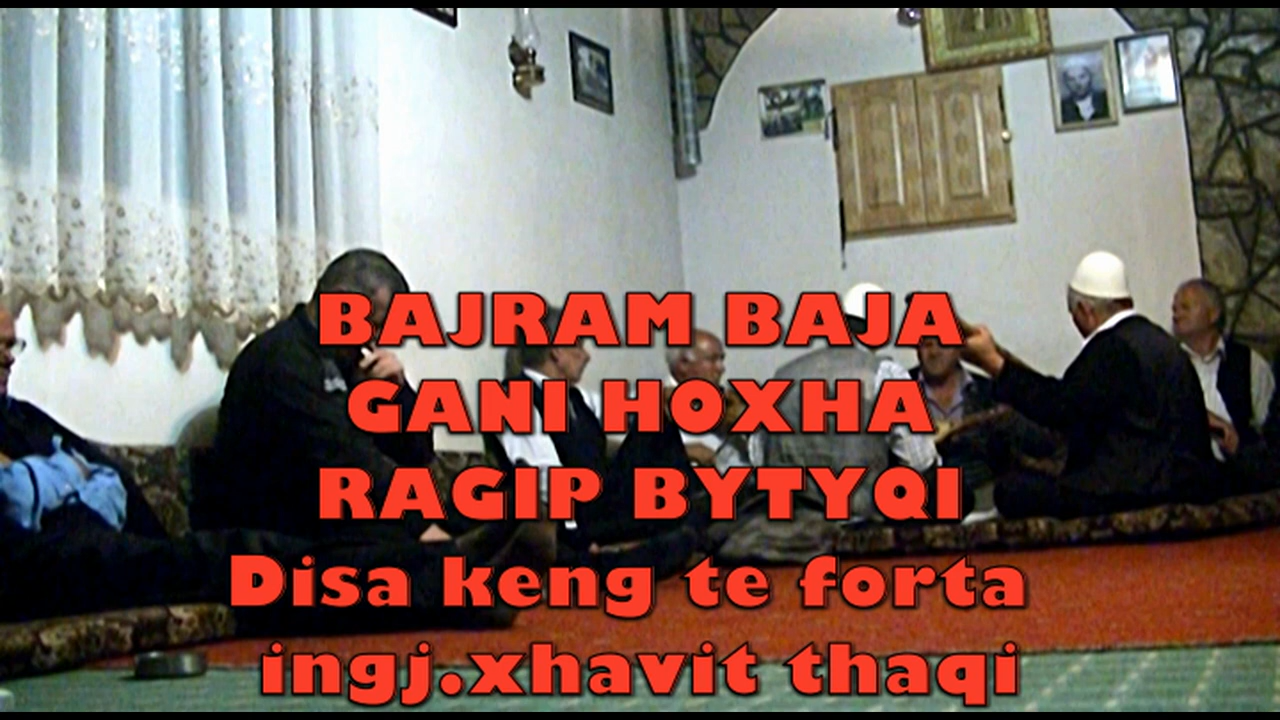 BAJRAM BAJA
GANI HOXHA
RAGIP BYTYQI
Disa keng te forta
ingj.xhavit thaqi